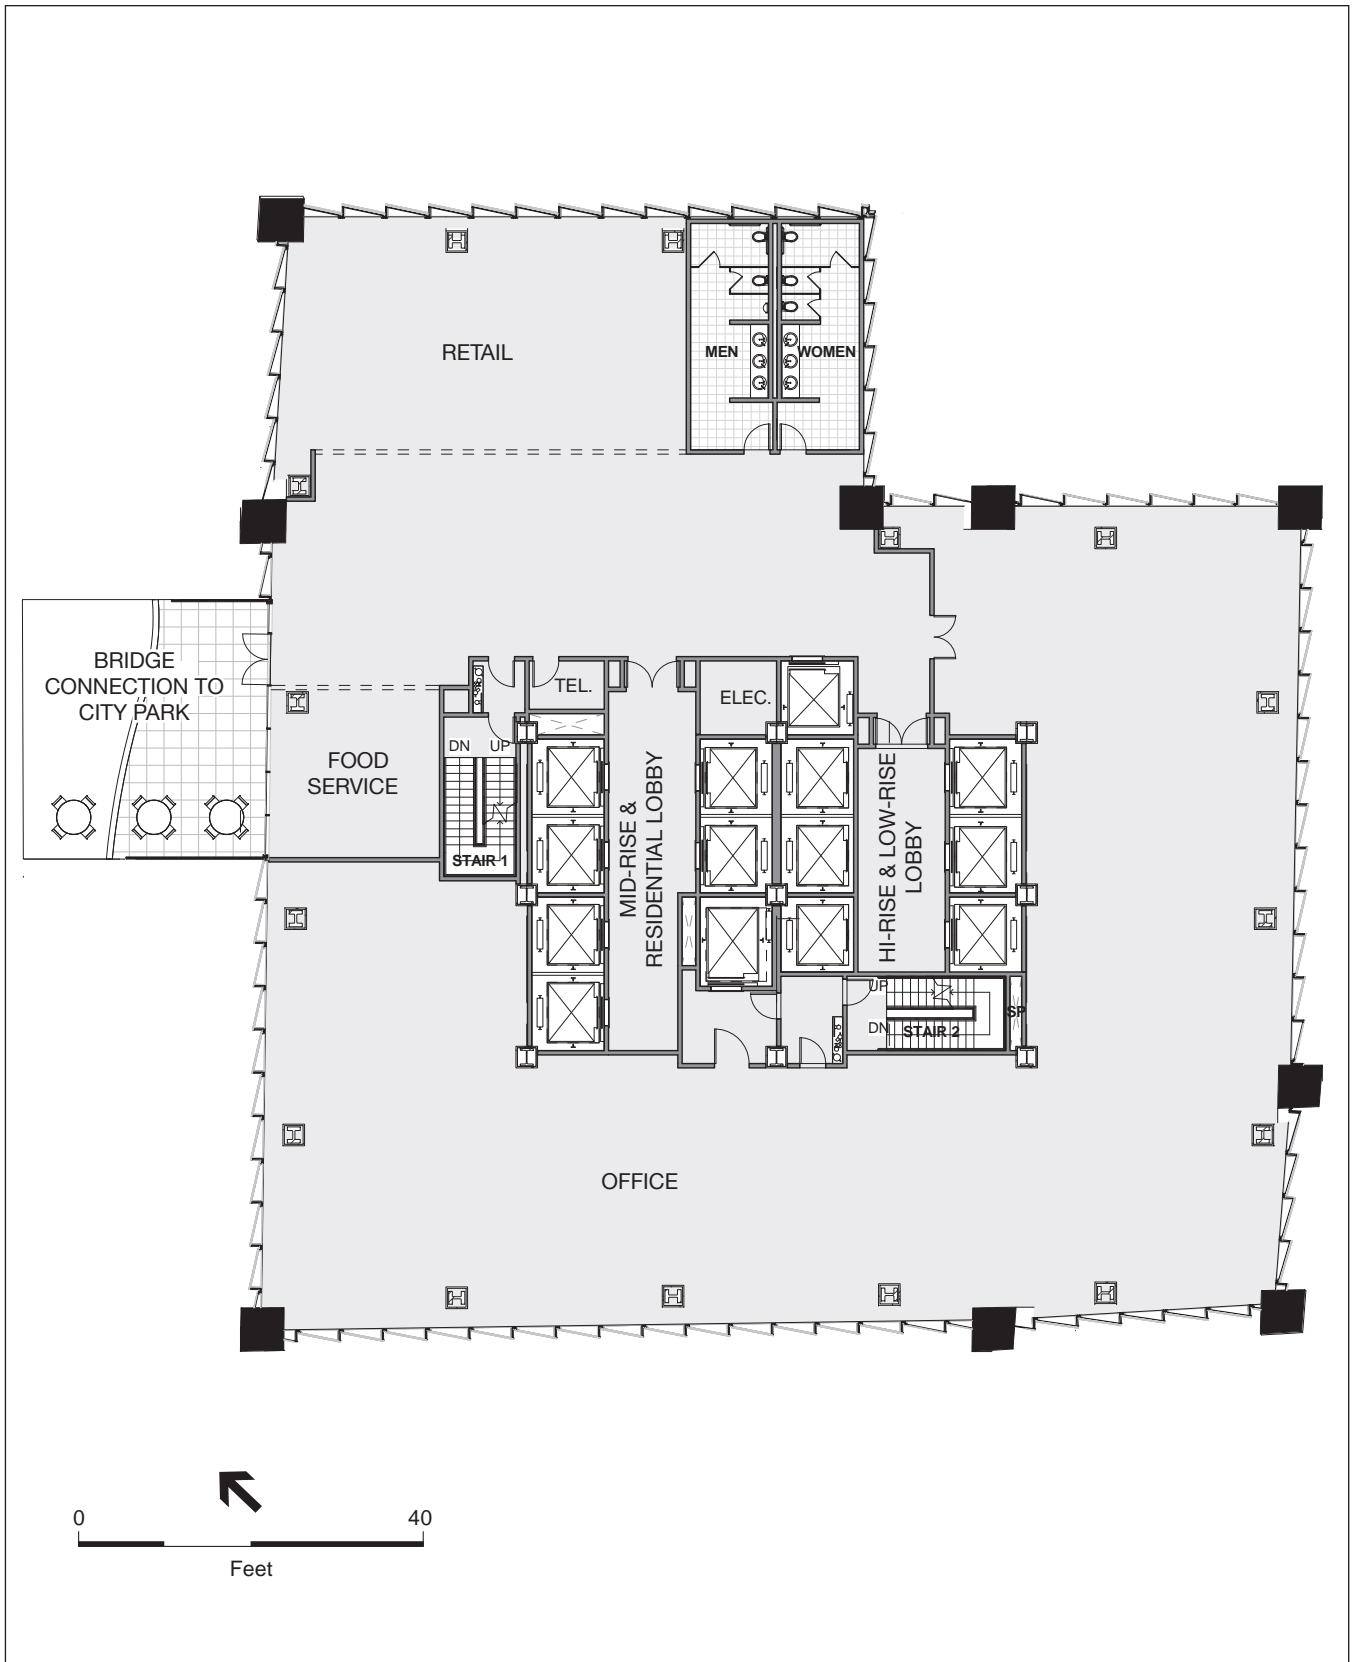 RETAIL
MEN
WOMEN
BRIDGE
CONNECTION TO
CITY PARK
TEL.
ELEC.
DN
UP
FOOD
SERVICE
STAIR 1
MID-RISE &
RESIDENTIAL LOBBY
HI-RISE & LOW-RISE
LOBBY
UP
DN
STAIR 2
SP
OFFICE
0
40
Feet